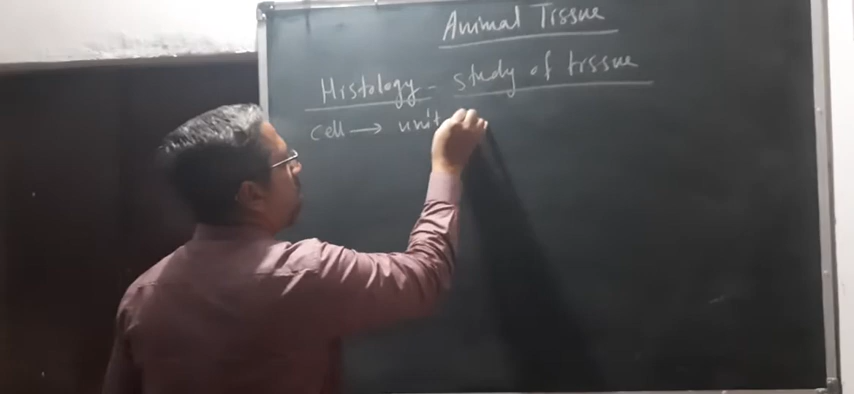 Animal Tissue
Histology - study of tissue
cell → unit